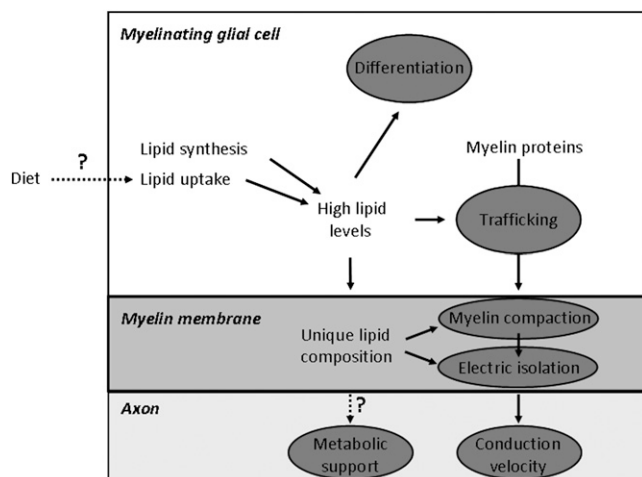 Myelinating glial cell
Differentiation
?
Lipid synthesis
Myelin proteins
Diet
Lipid uptake
High lipid
levels
Trafficking
Myelin membrane
Myelin compaction
Unique lipid
composition
Electric isolation
Axon
?
Metabolic
support
Conduction
velocity